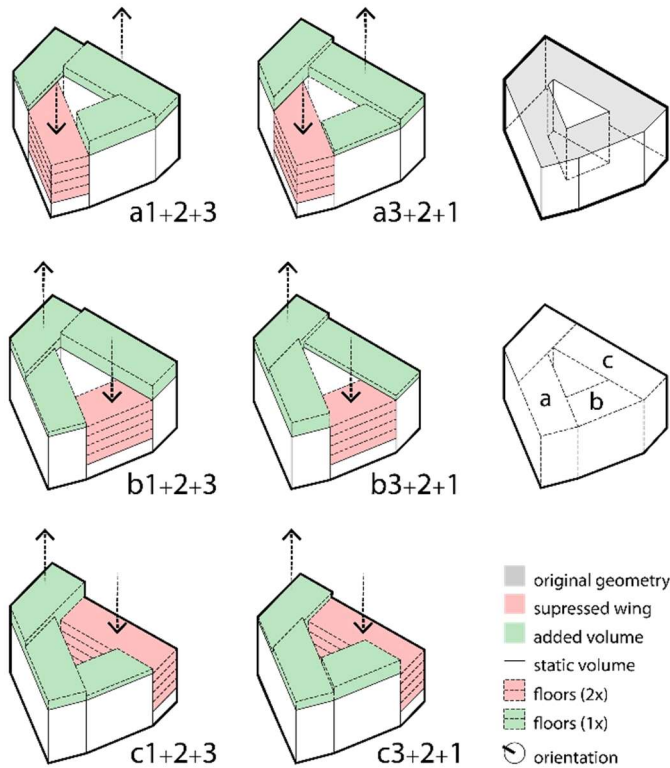 a1+2+3
a3+2+1
b1+2+3
b3+2+1
c
a
b
c1+2+3
c3+2+1
original geometry
supressed wing
added volume
static volume
floors (2x)
floors (1x)
orientation